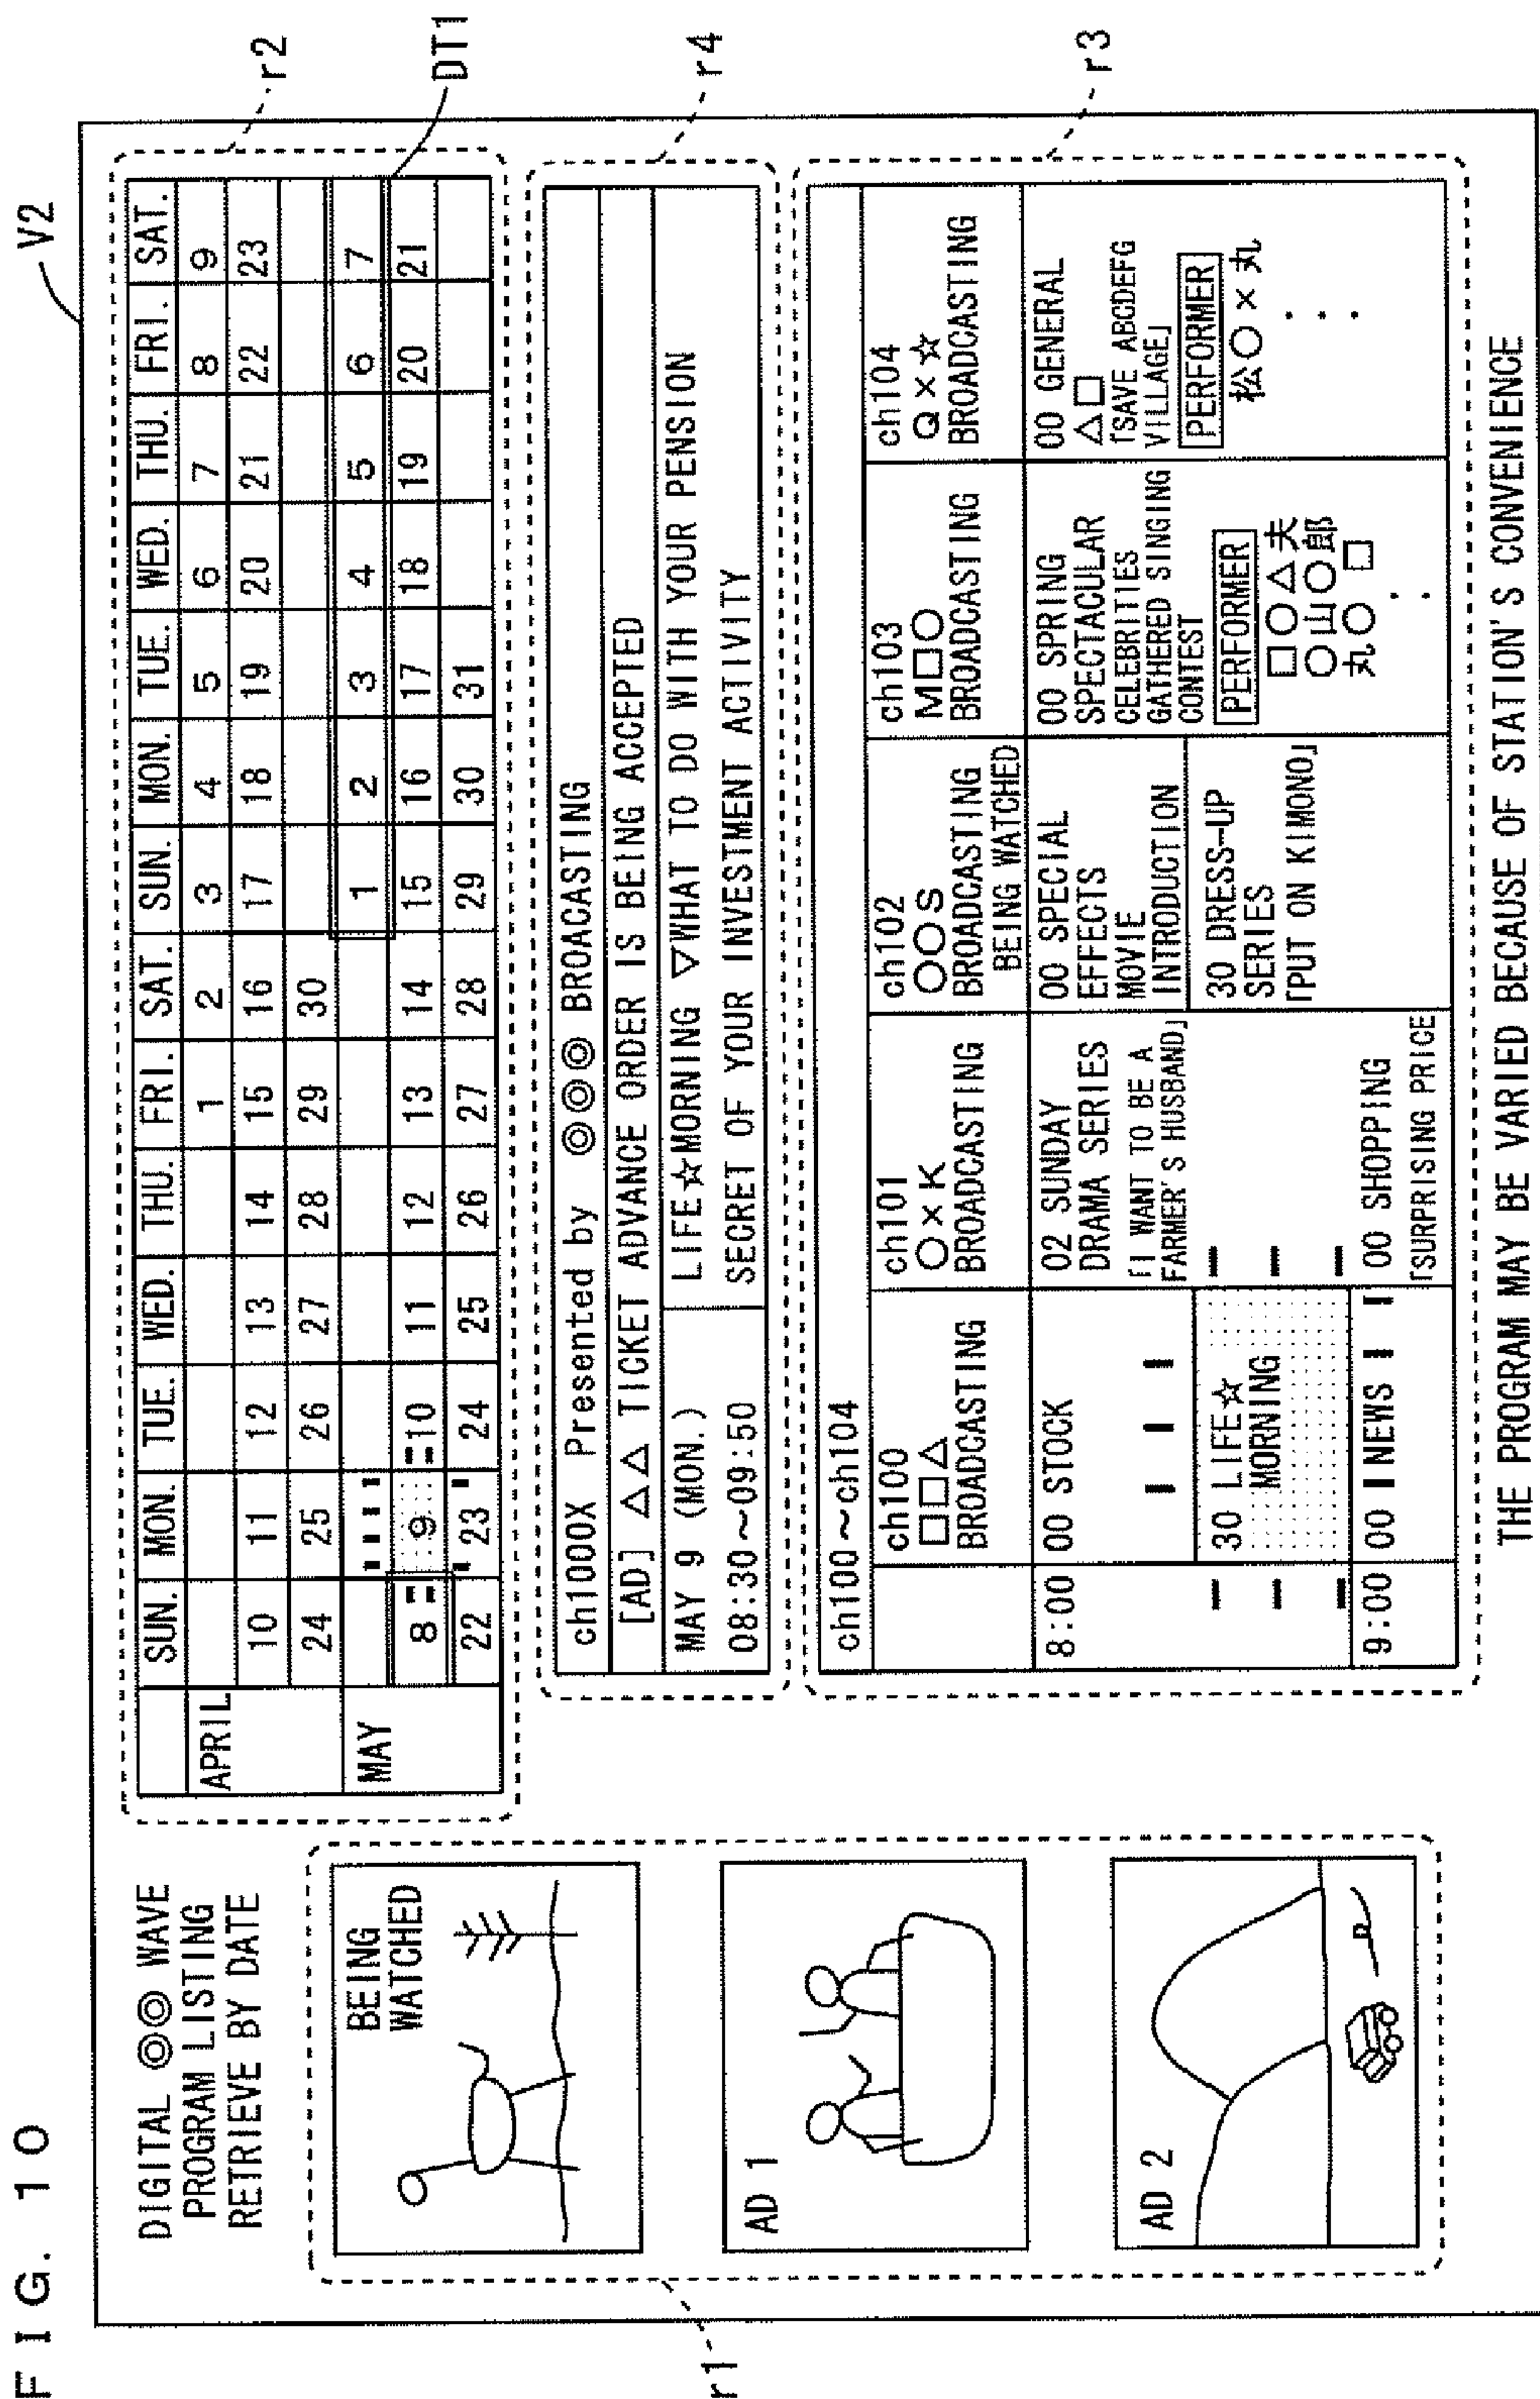 FIG. 10
V2
DIGITAL ◎◎ WAVE
PROGRAM LISTING
RETRIEVE BY DATE
BEING
WATCHED
AD 1
AD 2
r1
r2
DT1
SUN. MON. TUE. WED. THU. FRI. SAT. SUN. MON. TUE. WED. THU. FRI. SAT.
APRIL 1 2 3 4 5 6 7 8 9
10 11 12 13 14 15 16 17 18 19 20 21 22 23
24 25 26 27 28 29 30
MAY 1 2 3 4 5 6 7
8 9 10 11 12 13 14 15 16 17 18 19 20 21
22 23 24 25 26 27 28 29 30 31
r4
ch1000X Presented by ◎◎◎ BROACASTING
[AD] △△ TICKET ADVANCE ORDER IS BEING ACCEPTED
MAY 9 (MON.)
08:30~09:50
LIFE☆MORNING ▽WHAT TO DO WITH YOUR PENSION
SECRET OF YOUR INVESTMENT ACTIVITY
r3
ch100~ch104
ch100
□□△
BROADCASTING
ch101
○×K
BROADCASTING
ch102
○○S
BROADCASTING
BEING WATCHED
ch103
M□○
BROADCASTING
ch104
Q×☆
BROADCASTING
8:00
00 STOCK
30 LIFE☆
MORNING
9:00
00 NEWS
02 SUNDAY
DRAMA SERIES
「I WANT TO BE A
FARMER'S HUSBAND」
00 SHOPPING
「SURPRISING PRICE
00 SPECIAL
EFFECTS
MOVIE
INTRODUCTION
30 DRESS-UP
SERIES
「PUT ON KIMONO」
00 SPRING
SPECTACULAR
CELEBRITIES
GATHERED SINGING
CONTEST
PERFORMER
□○△夫
○山○郎
丸○ □
00 GENERAL
△□
「SAVE ABCDEFG
VILLAGE」
PERFORMER
松○×丸
THE PROGRAM MAY BE VARIED BECAUSE OF STATION'S CONVENIENCE